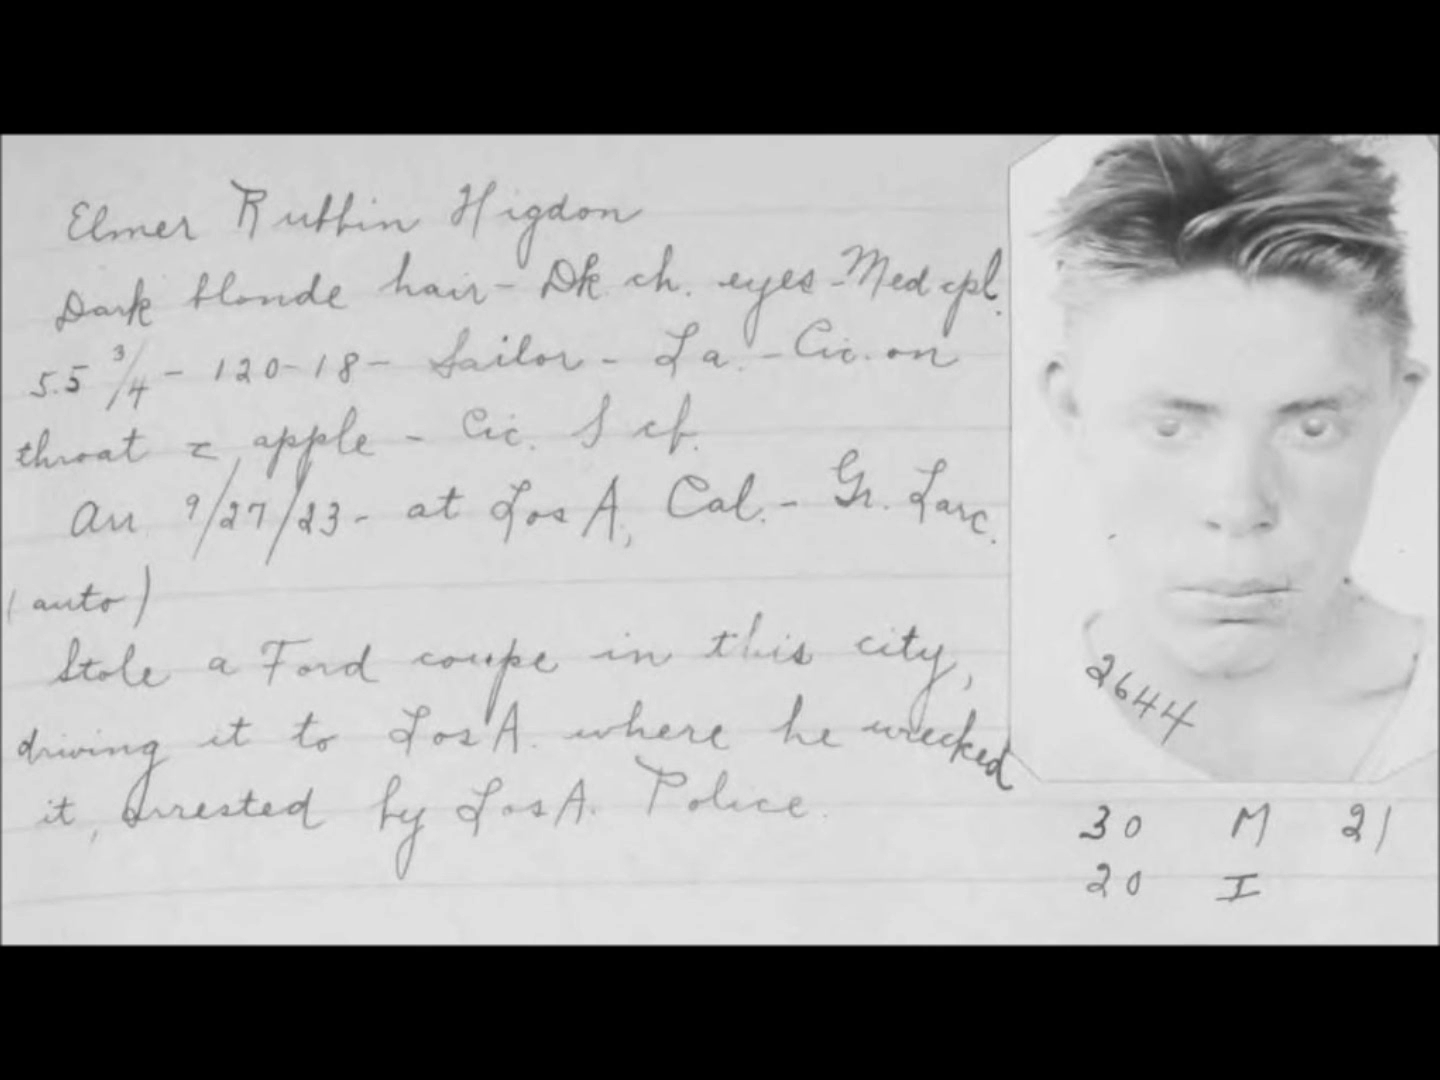 Elmer Rubbin Higdon
Dark blonde hair - Dk. ch. eyes - Med cpl.
5.5 3/4 - 120 - 18 - Sailor - La. - Cic. on
throat = apple - Cic. S cf.
Arr 9/27/23 - at Los A, Cal. - Gr. Larc.
(auto)
Stole a Ford coupe in this city,
driving it to Los A. where he wrecked
it, arrested by Los A. Police.
2644
30 M 21
20 I